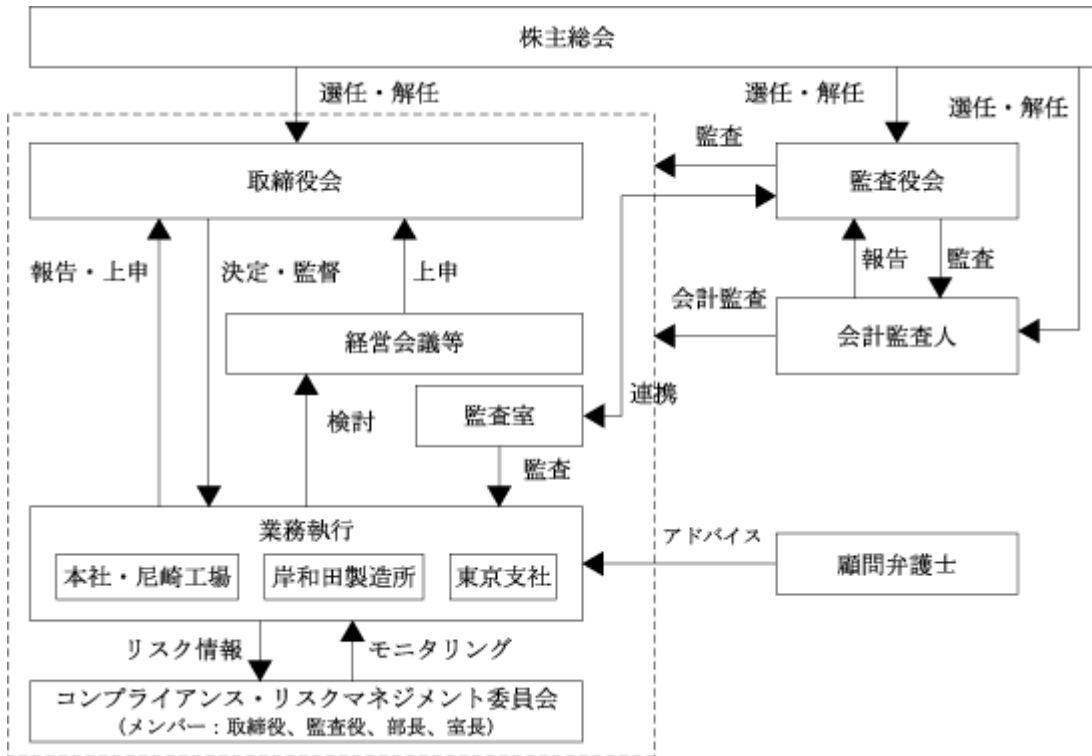 株主総会
選任・解任
選任・解任
選任・解任
取締役会
監査
監査役会
報告・上申
決定・監督
上申
報告
監査
経営会議等
会計監査
会計監査人
検討
監査室
連携
監査
業務執行
本社・尼崎工場
岸和田製造所
東京支社
アドバイス
顧問弁護士
リスク情報
モニタリング
コンプライアンス・リスクマネジメント委員会
（メンバー：取締役、監査役、部長、室長）